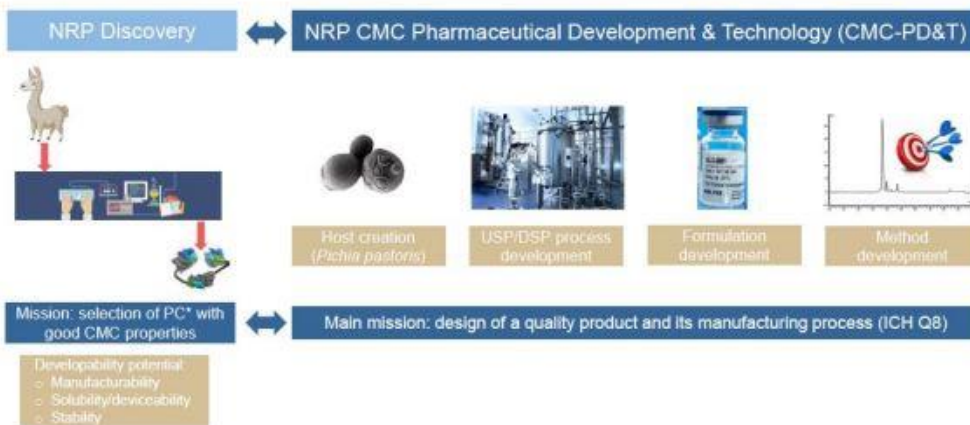 NRP Discovery
NRP CMC Pharmaceutical Development & Technology (CMC-PD&T)
Host creation
(Pichia pastoris)
USP/DSP process
development
Formulation
development
Method
development
Mission: selection of PC* with
good CMC properties
Main mission: design of a quality product and its manufacturing process (ICH Q8)
Developability potential:
o Manufacturability
o Solubility/deviceability
o Stability